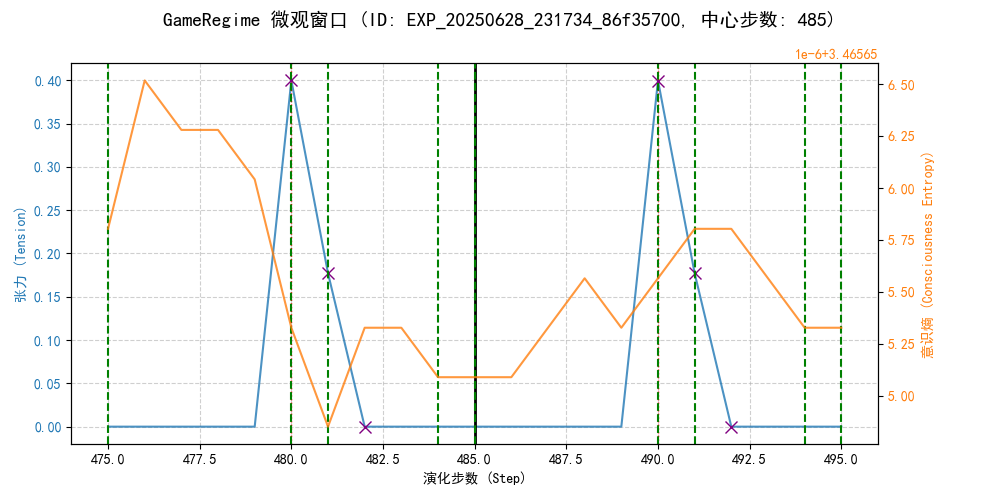 GameRegime 微观窗口 (ID: EXP_20250628_231734_86f35700, 中心步数: 485)
1e-6+3.46565
0.40
0.35
0.30
0.25
0.20
0.15
0.10
0.05
0.00
张力 (Tension)
6.50
6.25
6.00
5.75
5.50
5.25
5.00
意识熵 (Consciousness Entropy)
475.0 477.5 480.0 482.5 485.0 487.5 490.0 492.5 495.0
演化步数 (Step)